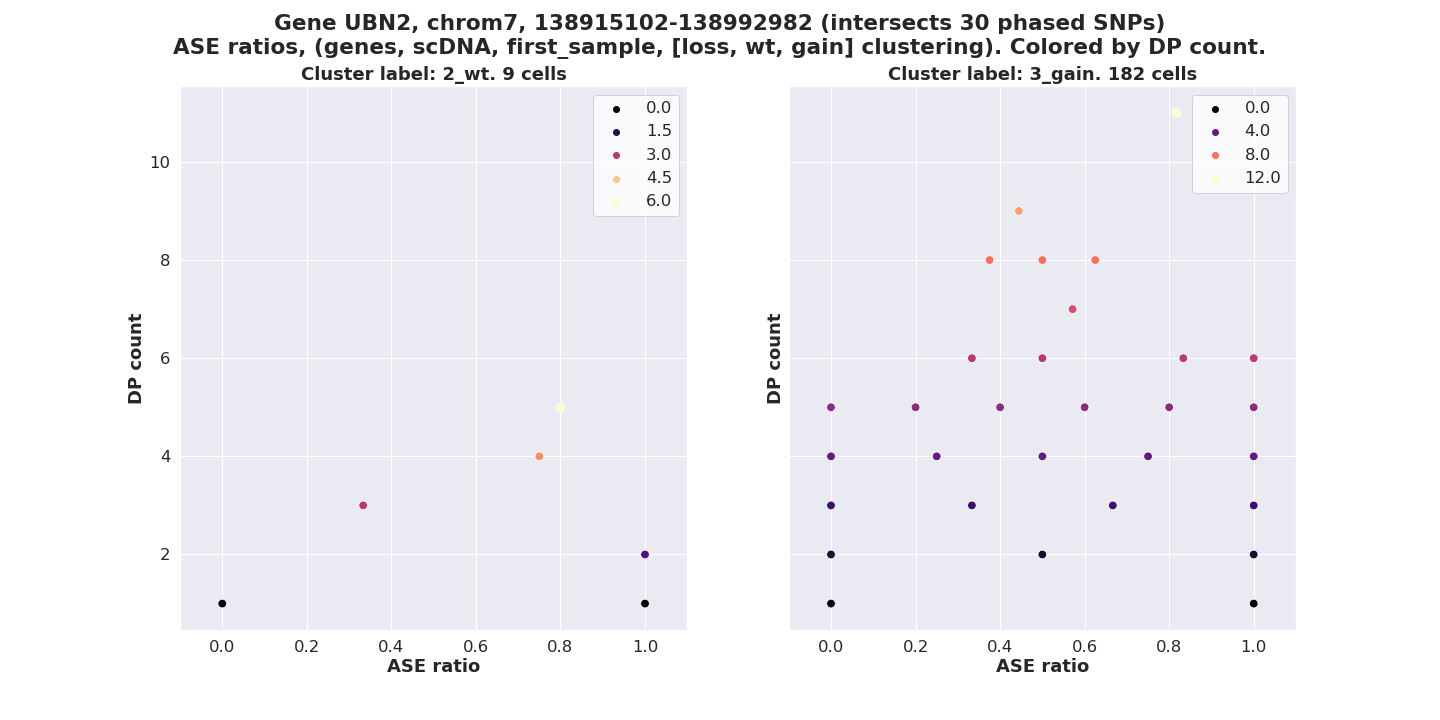 Gene UBN2, chrom7, 138915102-138992982 (intersects 30 phased SNPs)
ASE ratios, (genes, scDNA, first_sample, [loss, wt, gain] clustering). Colored by DP count.
Cluster label: 2_wt. 9 cells
0.0
1.5
3.0
4.5
6.0
10
8
6
4
2
DP count
0.0 0.2 0.4 0.6 0.8 1.0
ASE ratio
Cluster label: 3_gain. 182 cells
0.0
4.0
8.0
12.0
DP count
0.0 0.2 0.4 0.6 0.8 1.0
ASE ratio